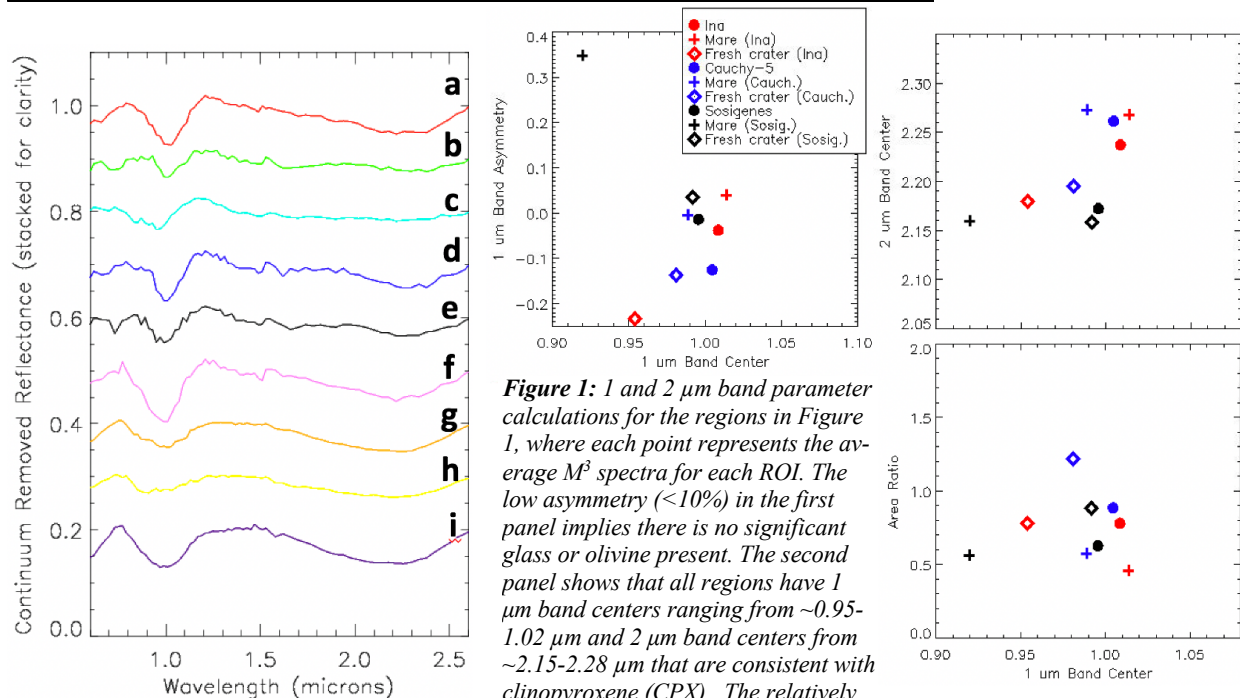 Continuum Removed Reflectance (stacked for clarity)
1.0
0.8
0.6
0.4
0.2
0.0
a
b
c
d
e
f
g
h
i
1.0
1.5
2.0
2.5
Wavelength (microns)
1 um Band Asymmetry
0.4
0.3
0.2
0.1
0.0
−0.1
−0.2
0.90
0.95
1.00
1.05
1.10
1 um Band Center
Ina
Mare (Ina)
Fresh crater (Ina)
Cauchy−5
Mare (Cauch.)
Fresh crater (Cauch.)
Sosigenes
Mare (Sosig.)
Fresh crater (Sosig.)
Figure 1: 1 and 2 μm band parameter
calculations for the regions in Figure
1, where each point represents the av-
erage M³ spectra for each ROI. The
low asymmetry (<10%) in the first
panel implies there is no significant
glass or olivine present. The second
panel shows that all regions have 1
μm band centers ranging from ~0.95-
1.02 μm and 2 μm band centers from
~2.15-2.28 μm that are consistent with
clinopyroxene (CPX). The relatively
2 um Band Center
2.30
2.25
2.20
2.15
2.10
2.05
Area Ratio
2.0
1.5
1.0
0.5
0.0
0.90
0.95
1.00
1.05
1 um Band Center